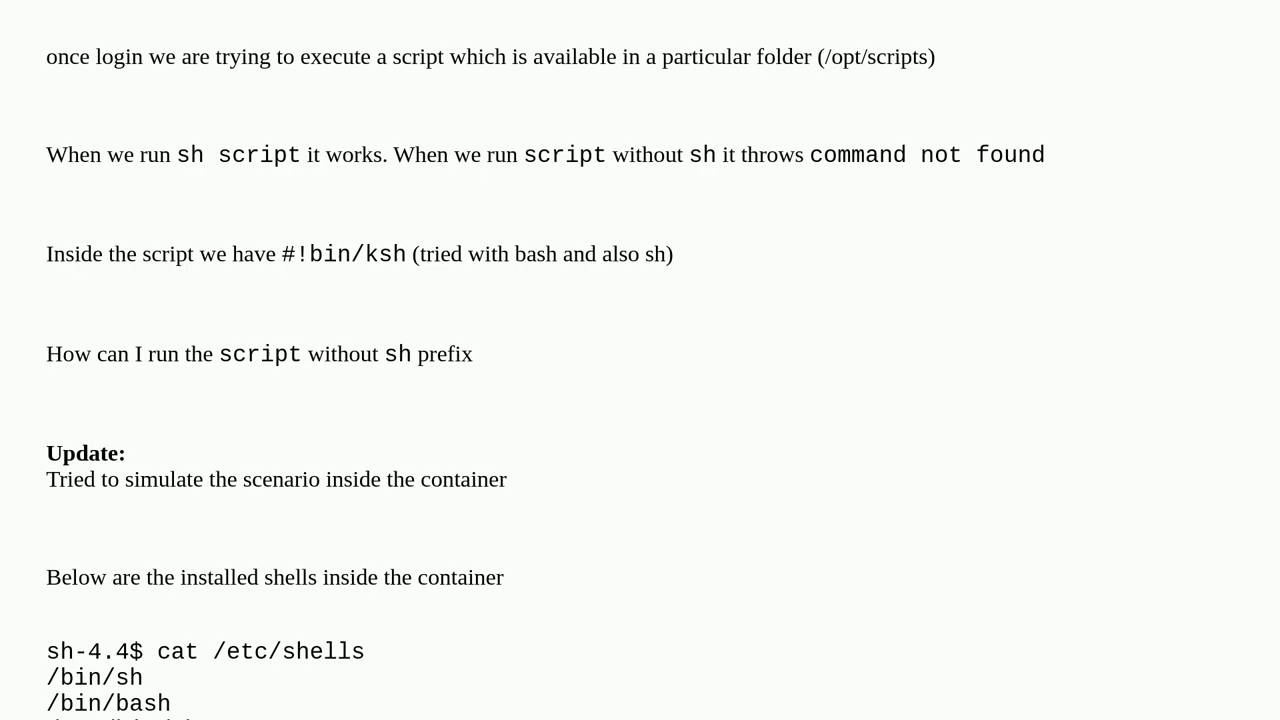 once login we are trying to execute a script which is available in a particular folder (/opt/scripts)
When we run sh script it works. When we run script without sh it throws command not found
Inside the script we have #!bin/ksh (tried with bash and also sh)
How can I run the script without sh prefix
Update:
Tried to simulate the scenario inside the container
Below are the installed shells inside the container
sh-4.4$ cat /etc/shells
/bin/sh
/bin/bash